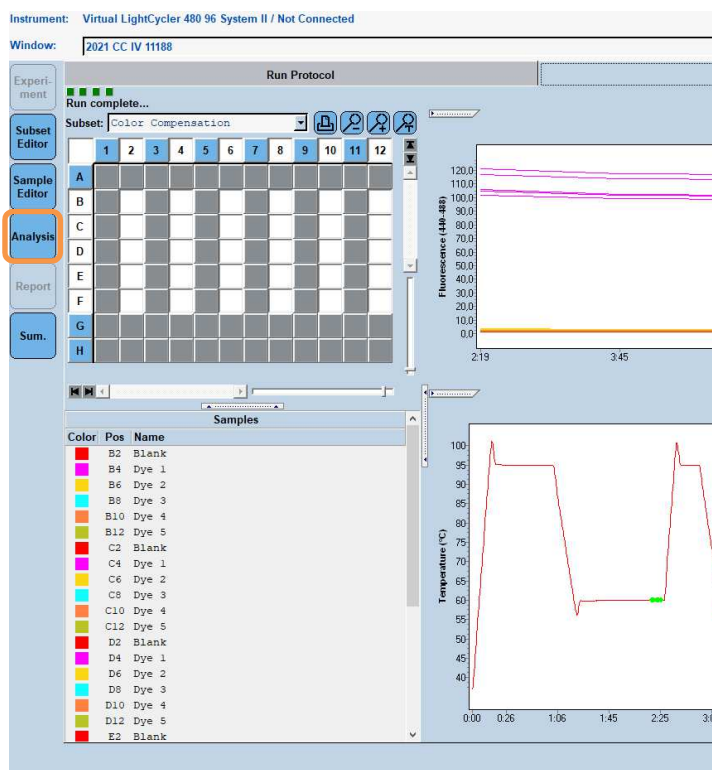 Instrument: Virtual LightCycler 480 96 System II / Not Connected
Window: 2021 CC IV 11188
Experi-
ment
Subset
Editor
Sample
Editor
Analysis
Report
Sum.
Run Protocol
Run complete...
Subset: Color Compensation
1 2 3 4 5 6 7 8 9 10 11 12
A
B
C
D
E
F
G
H
Samples
Color Pos Name
B2 Blank
B4 Dye 1
B6 Dye 2
B8 Dye 3
B10 Dye 4
B12 Dye 5
C2 Blank
C4 Dye 1
C6 Dye 2
C8 Dye 3
C10 Dye 4
C12 Dye 5
D2 Blank
D4 Dye 1
D6 Dye 2
D8 Dye 3
D10 Dye 4
D12 Dye 5
E2 Blank
Fluorescence (440-488)
120,0
110,0
100,0
90,0
80,0
70,0
60,0
50,0
40,0
30,0
20,0
10,0
0,0
2:19 3:45
Temperature (°C)
100
95
90
85
80
75
70
65
60
55
50
45
40
0:00 0:26 1:06 1:45 2:25